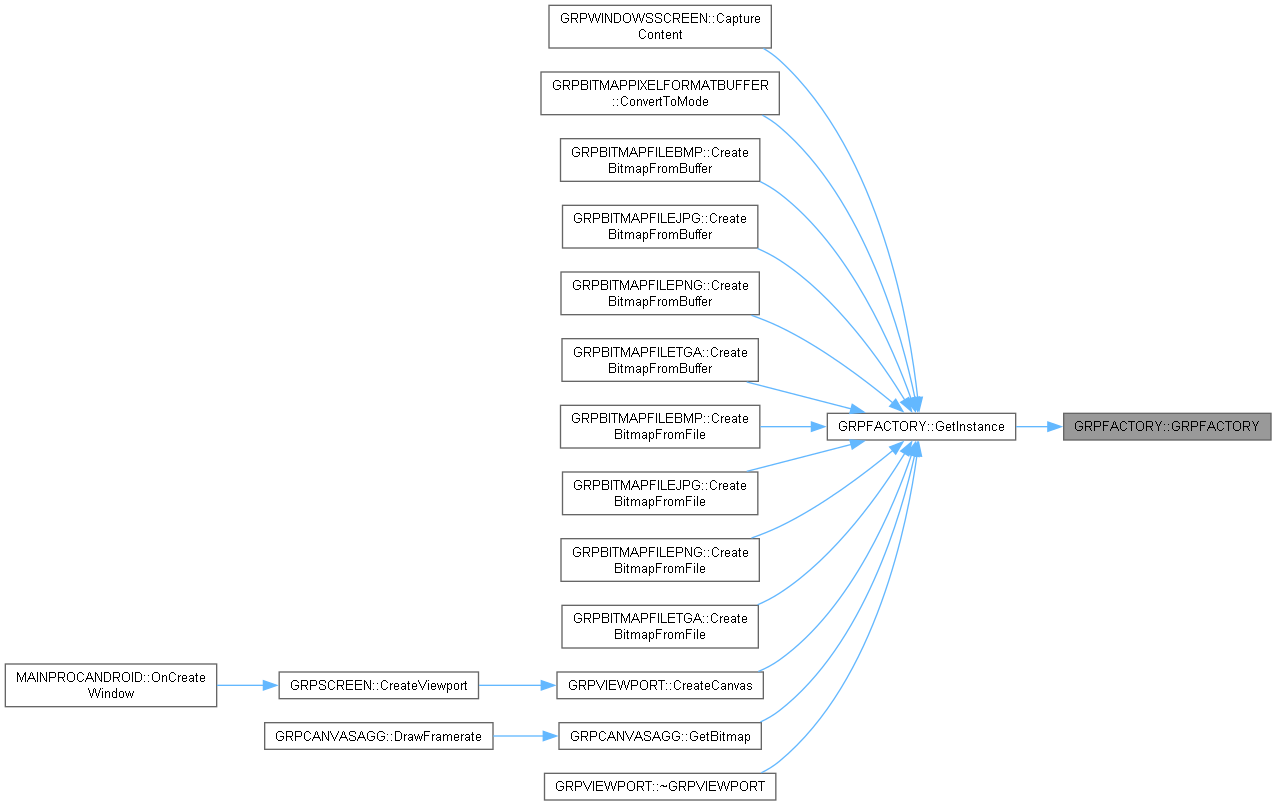 GRPWINDOWSSCREEN::Capture
Content
GRPBITMAPPIXELFORMATBUFFER
::ConvertToMode
GRPBITMAPFILEBMP::Create
BitmapFromBuffer
GRPBITMAPFILEJPG::Create
BitmapFromBuffer
GRPBITMAPFILEPNG::Create
BitmapFromBuffer
GRPBITMAPFILETGA::Create
BitmapFromBuffer
GRPBITMAPFILEBMP::Create
BitmapFromFile
GRPFACTORY::GetInstance
GRPFACTORY::GRPFACTORY
GRPBITMAPFILEJPG::Create
BitmapFromFile
GRPBITMAPFILEPNG::Create
BitmapFromFile
GRPBITMAPFILETGA::Create
BitmapFromFile
MAINPROCANDROID::OnCreate
Window
GRPSCREEN::CreateViewport
GRPVIEWPORT::CreateCanvas
GRPCANVASAGG::DrawFramerate
GRPCANVASAGG::GetBitmap
GRPVIEWPORT::~GRPVIEWPORT